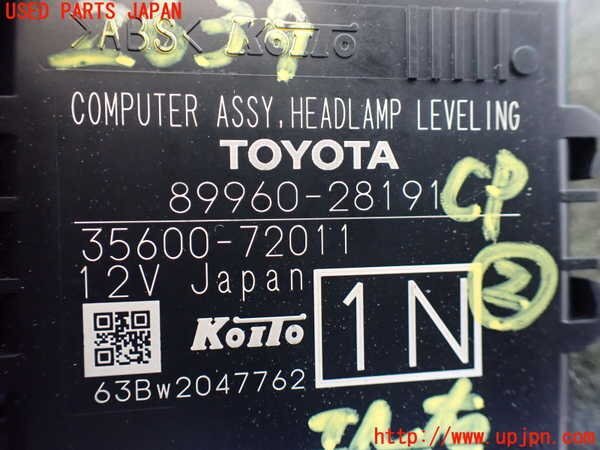 USED PARTS JAPAN
>ABS< KOITO
COMPUTER ASSY, HEADLAMP LEVELING
TOYOTA
89960-28191
CP
35600-72011
2
12V Japan
KOITO
1N
63Bw2047762
http://www.upjpn.com/